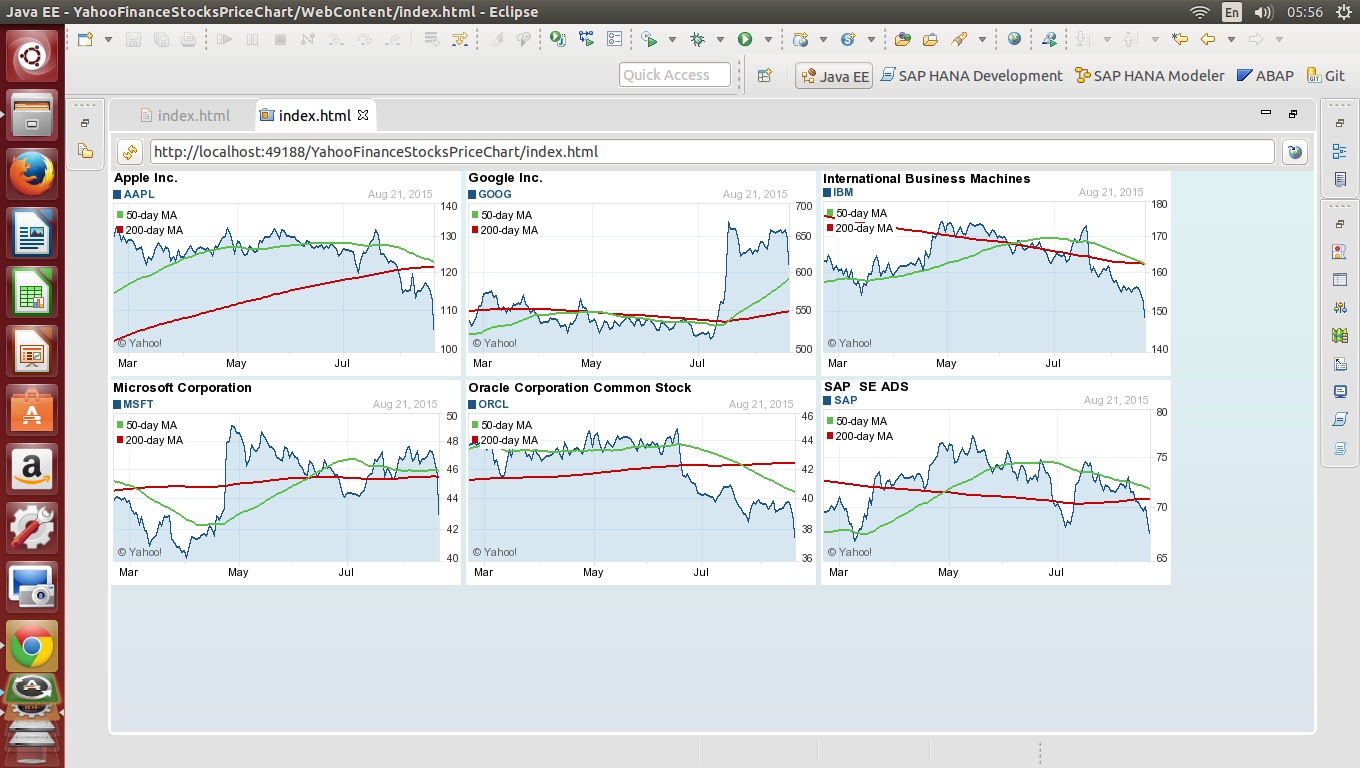 Java EE - YahooFinanceStocksPriceChart/WebContent/index.html - Eclipse
En
05:56
Quick Access
Java EE
SAP HANA Development
SAP HANA Modeler
ABAP
Git
index.html
index.html
http://localhost:49188/YahooFinanceStocksPriceChart/index.html
Apple Inc.
AAPL
Aug 21, 2015
50-day MA
200-day MA
140
130
120
110
100
© Yahoo!
Mar
May
Jul
Google Inc.
GOOG
Aug 21, 2015
50-day MA
200-day MA
700
650
600
550
500
© Yahoo!
Mar
May
Jul
International Business Machines
IBM
Aug 21, 2015
50-day MA
200-day MA
180
170
160
150
140
© Yahoo!
Mar
May
Jul
Microsoft Corporation
MSFT
Aug 21, 2015
50-day MA
200-day MA
50
48
46
44
42
40
© Yahoo!
Mar
May
Jul
Oracle Corporation Common Stock
ORCL
Aug 21, 2015
50-day MA
200-day MA
46
44
42
40
38
36
© Yahoo!
Mar
May
Jul
SAP SE ADS
SAP
Aug 21, 2015
50-day MA
200-day MA
80
75
70
65
© Yahoo!
Mar
May
Jul